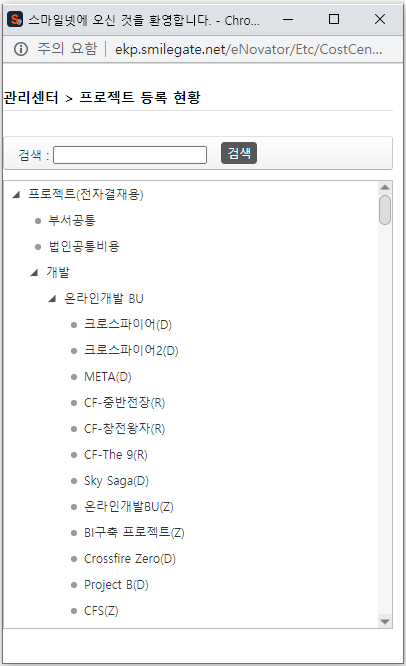 스마일넷에 오신 것을 환영합니다. - Chro...
주의 요함 | ekp.smilegate.net/eNovator/Etc/CostCen...
관리센터 > 프로젝트 등록 현황
검색 : 검색
프로젝트(전자결재용)
부서공통
법인공통비용
개발
온라인개발 BU
크로스파이어(D)
크로스파이어2(D)
META(D)
CF-중반전장(R)
CF-창전왕자(R)
CF-The 9(R)
Sky Saga(D)
온라인개발BU(Z)
BI구축 프로젝트(Z)
Crossfire Zero(D)
Project B(D)
CFS(Z)